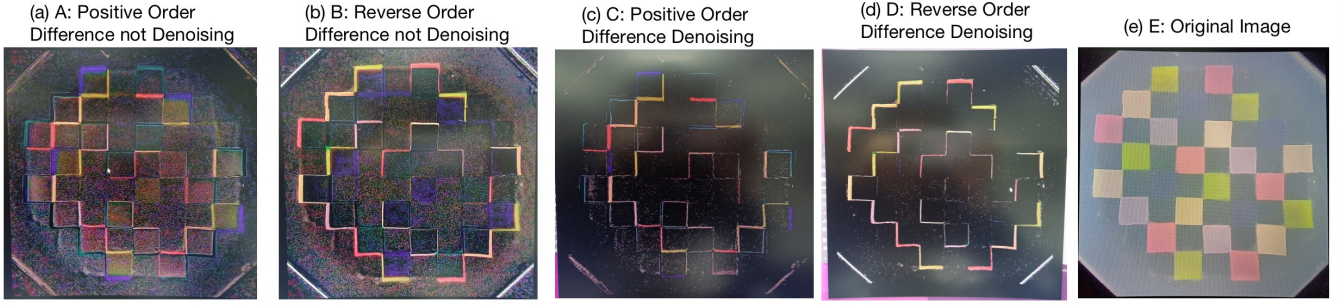 (a) A: Positive Order
Difference not Denoising
(b) B: Reverse Order
Difference not Denoising
(c) C: Positive Order
Difference Denoising
(d) D: Reverse Order
Difference Denoising
(e) E: Original Image